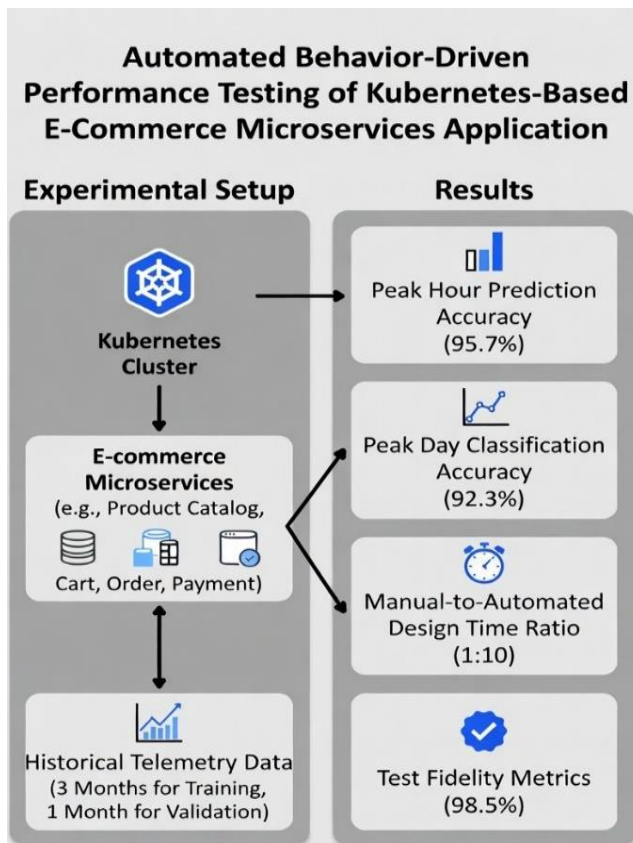 Automated Behavior-Driven
Performance Testing of Kubernetes-Based
E-Commerce Microservices Application
Experimental Setup
Results
Kubernetes
Cluster
E-commerce
Microservices
(e.g., Product Catalog,
Cart, Order, Payment)
Historical Telemetry Data
(3 Months for Training,
1 Month for Validation)
Peak Hour Prediction
Accuracy
(95.7%)
Peak Day Classification
Accuracy
(92.3%)
Manual-to-Automated
Design Time Ratio
(1:10)
Test Fidelity Metrics
(98.5%)